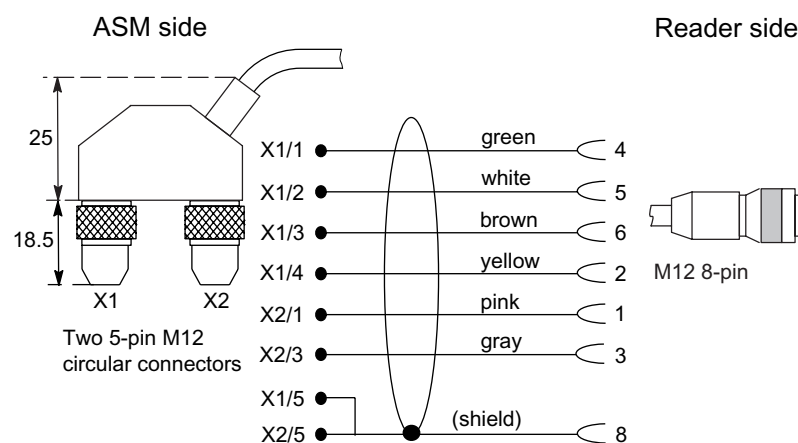 ASM side
Reader side
25
18.5
X1
X2
Two 5-pin M12
circular connectors
X1/1 green 4
X1/2 white 5
X1/3 brown 6
X1/4 yellow 2
X2/1 pink 1
X2/3 gray 3
X1/5
X2/5 (shield) 8
M12 8-pin